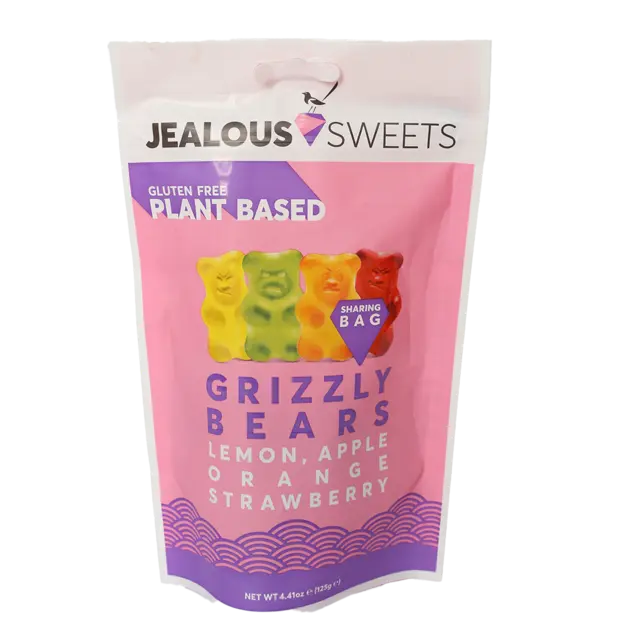 JEALOUS SWEETS
GLUTEN FREE
PLANT BASED
SHARING
BAG
GRIZZLY
BEARS
LEMON, APPLE
ORANGE
STRAWBERRY
NET WT 4.41oz ℮ (125g ℮)